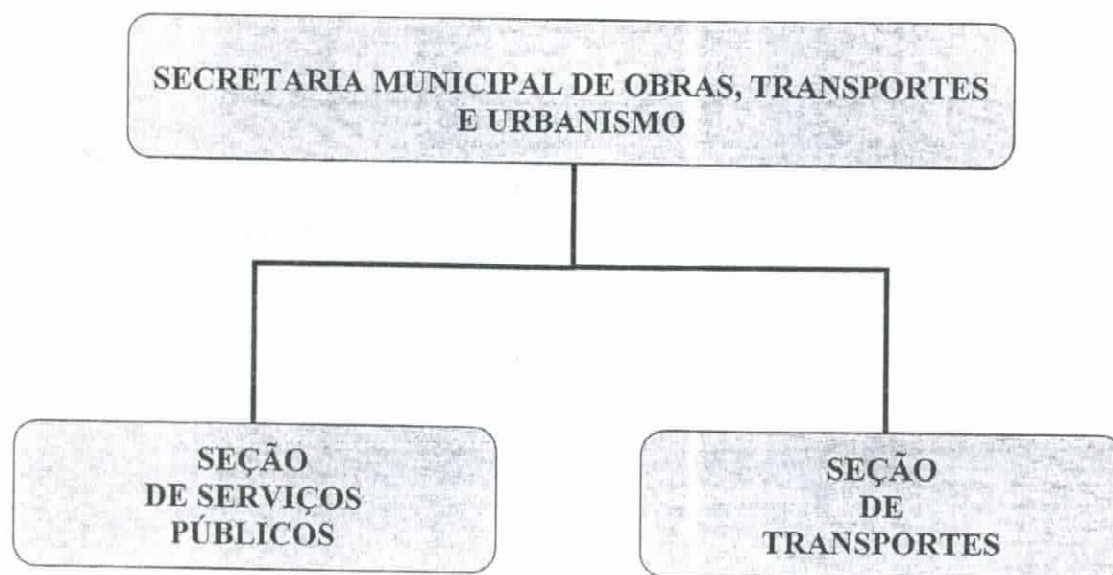 SECRETARIA MUNICIPAL DE OBRAS, TRANSPORTES
E URBANISMO
SEÇÃO
DE SERVIÇOS
PÚBLICOS
SEÇÃO
DE
TRANSPORTES